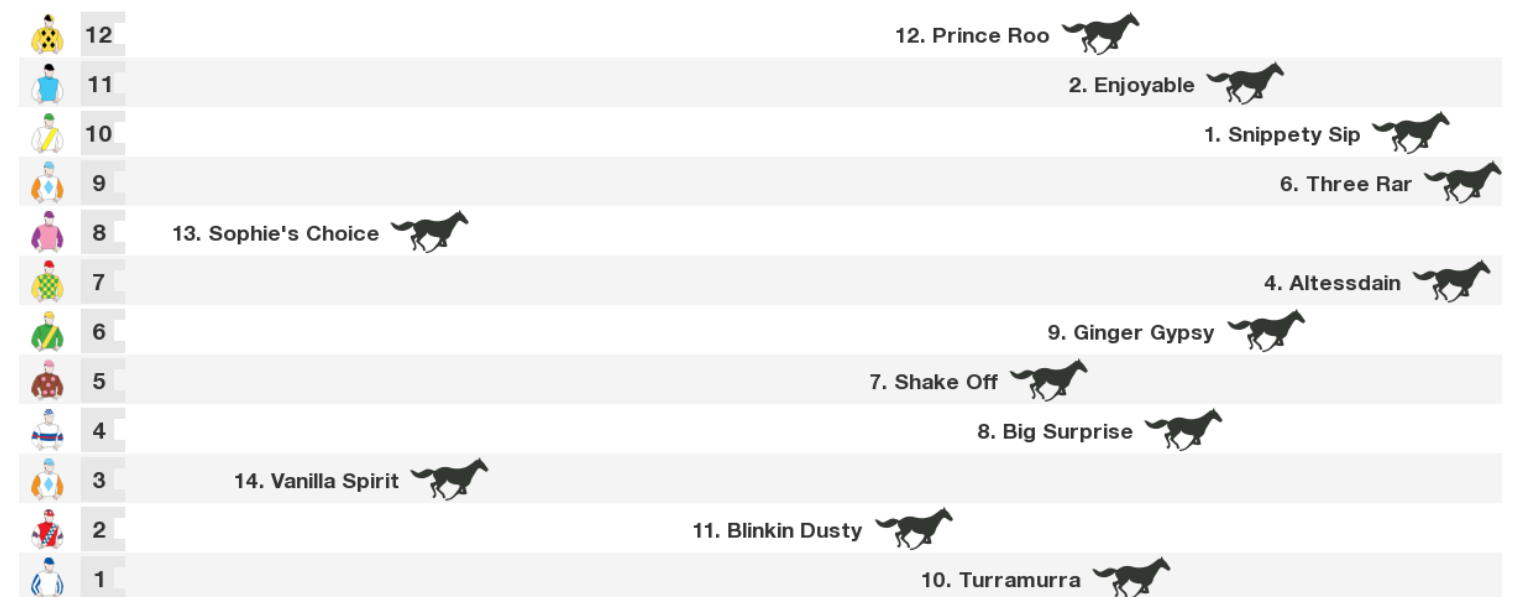 12 12. Prince Roo
11 2. Enjoyable
10 1. Snippety Sip
9 6. Three Rar
8 13. Sophie's Choice
7 4. Altessdain
6 9. Ginger Gypsy
5 7. Shake Off
4 8. Big Surprise
3 14. Vanilla Spirit
2 11. Blinkin Dusty
1 10. Turramurra